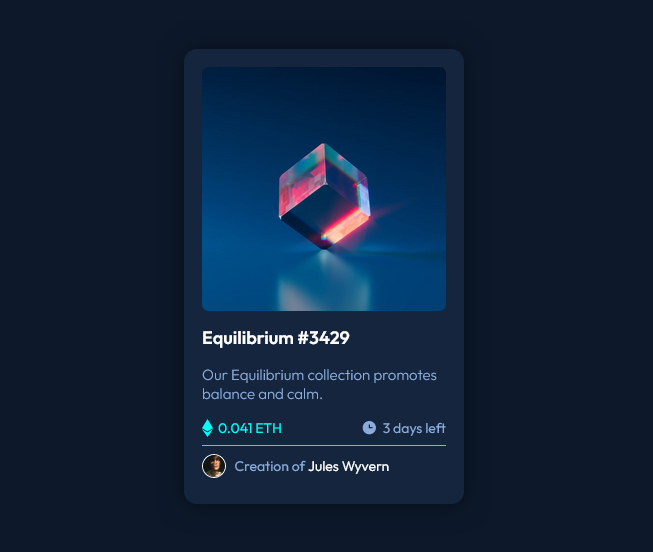 Equilibrium #3429
Our Equilibrium collection promotes
balance and calm.
0.041 ETH
3 days left
Creation of Jules Wyvern